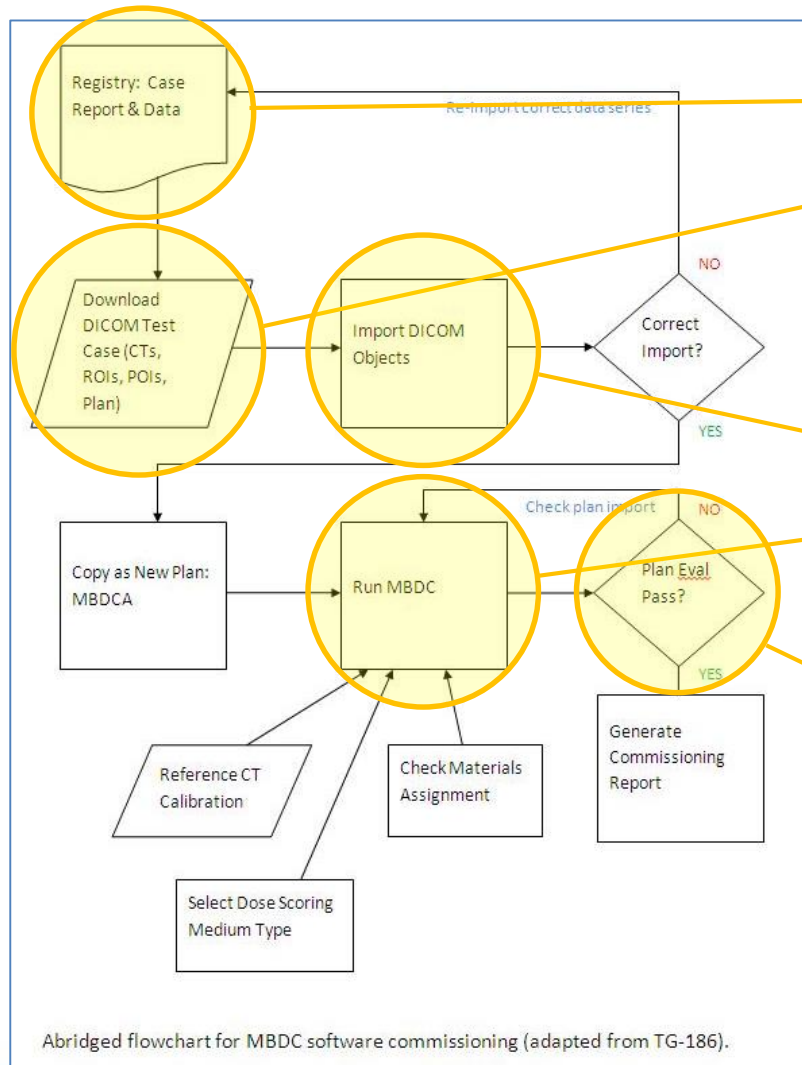 Registry: Case
Report & Data
Re-Import correct data series
NO
Download
DICOM Test
Case (CTs,
ROIs, POIs,
Plan)
Import DICOM
Objects
Correct
Import?
YES
Check plan import
NO
Copy as New Plan:
MBDCA
Run MBDC
Plan Eval
Pass?
YES
Reference CT
Calibration
Check Materials
Assignment
Generate
Commissioning
Report
Select Dose Scoring
Medium Type
Abridged flowchart for MBDC software commissioning (adapted from TG-186).